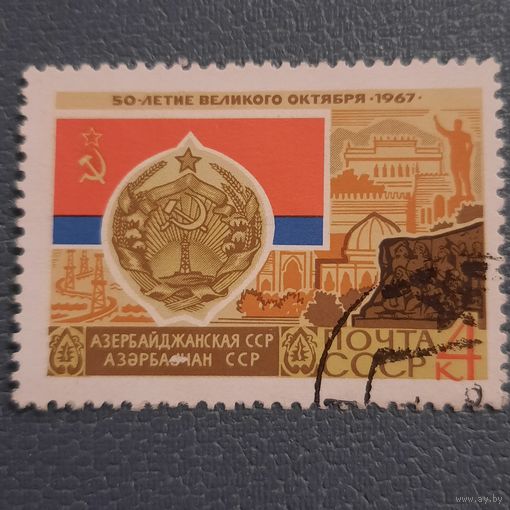 50-ЛЕТИЕ ВЕЛИКОГО ОКТЯБРЯ · 1967 ·
АЗЕРБАЙДЖАНСКАЯ ССР
АЗӘРБАЈҸАН ССР
ПОЧТА
СССР
4
К
www.ay.by